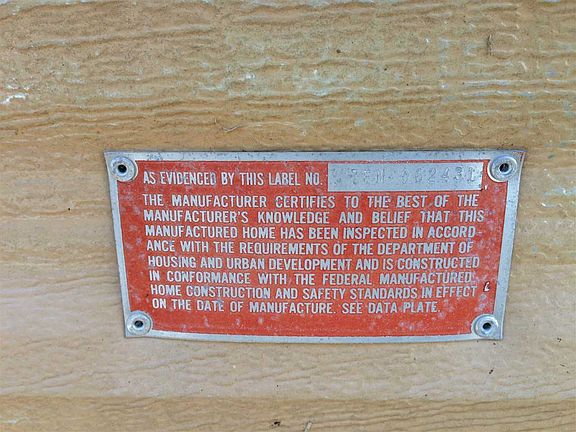 AS EVIDENCED BY THIS LABEL NO.
THE MANUFACTURER CERTIFIES TO THE BEST OF THE
MANUFACTURER'S KNOWLEDGE AND BELIEF THAT THIS
MANUFACTURED HOME HAS BEEN INSPECTED IN ACCORD-
ANCE WITH THE REQUIREMENTS OF THE DEPARTMENT OF
HOUSING AND URBAN DEVELOPMENT AND IS CONSTRUCTED
IN CONFORMANCE WITH THE FEDERAL MANUFACTURED
HOME CONSTRUCTION AND SAFETY STANDARDS IN EFFECT
ON THE DATE OF MANUFACTURE. SEE DATA PLATE.